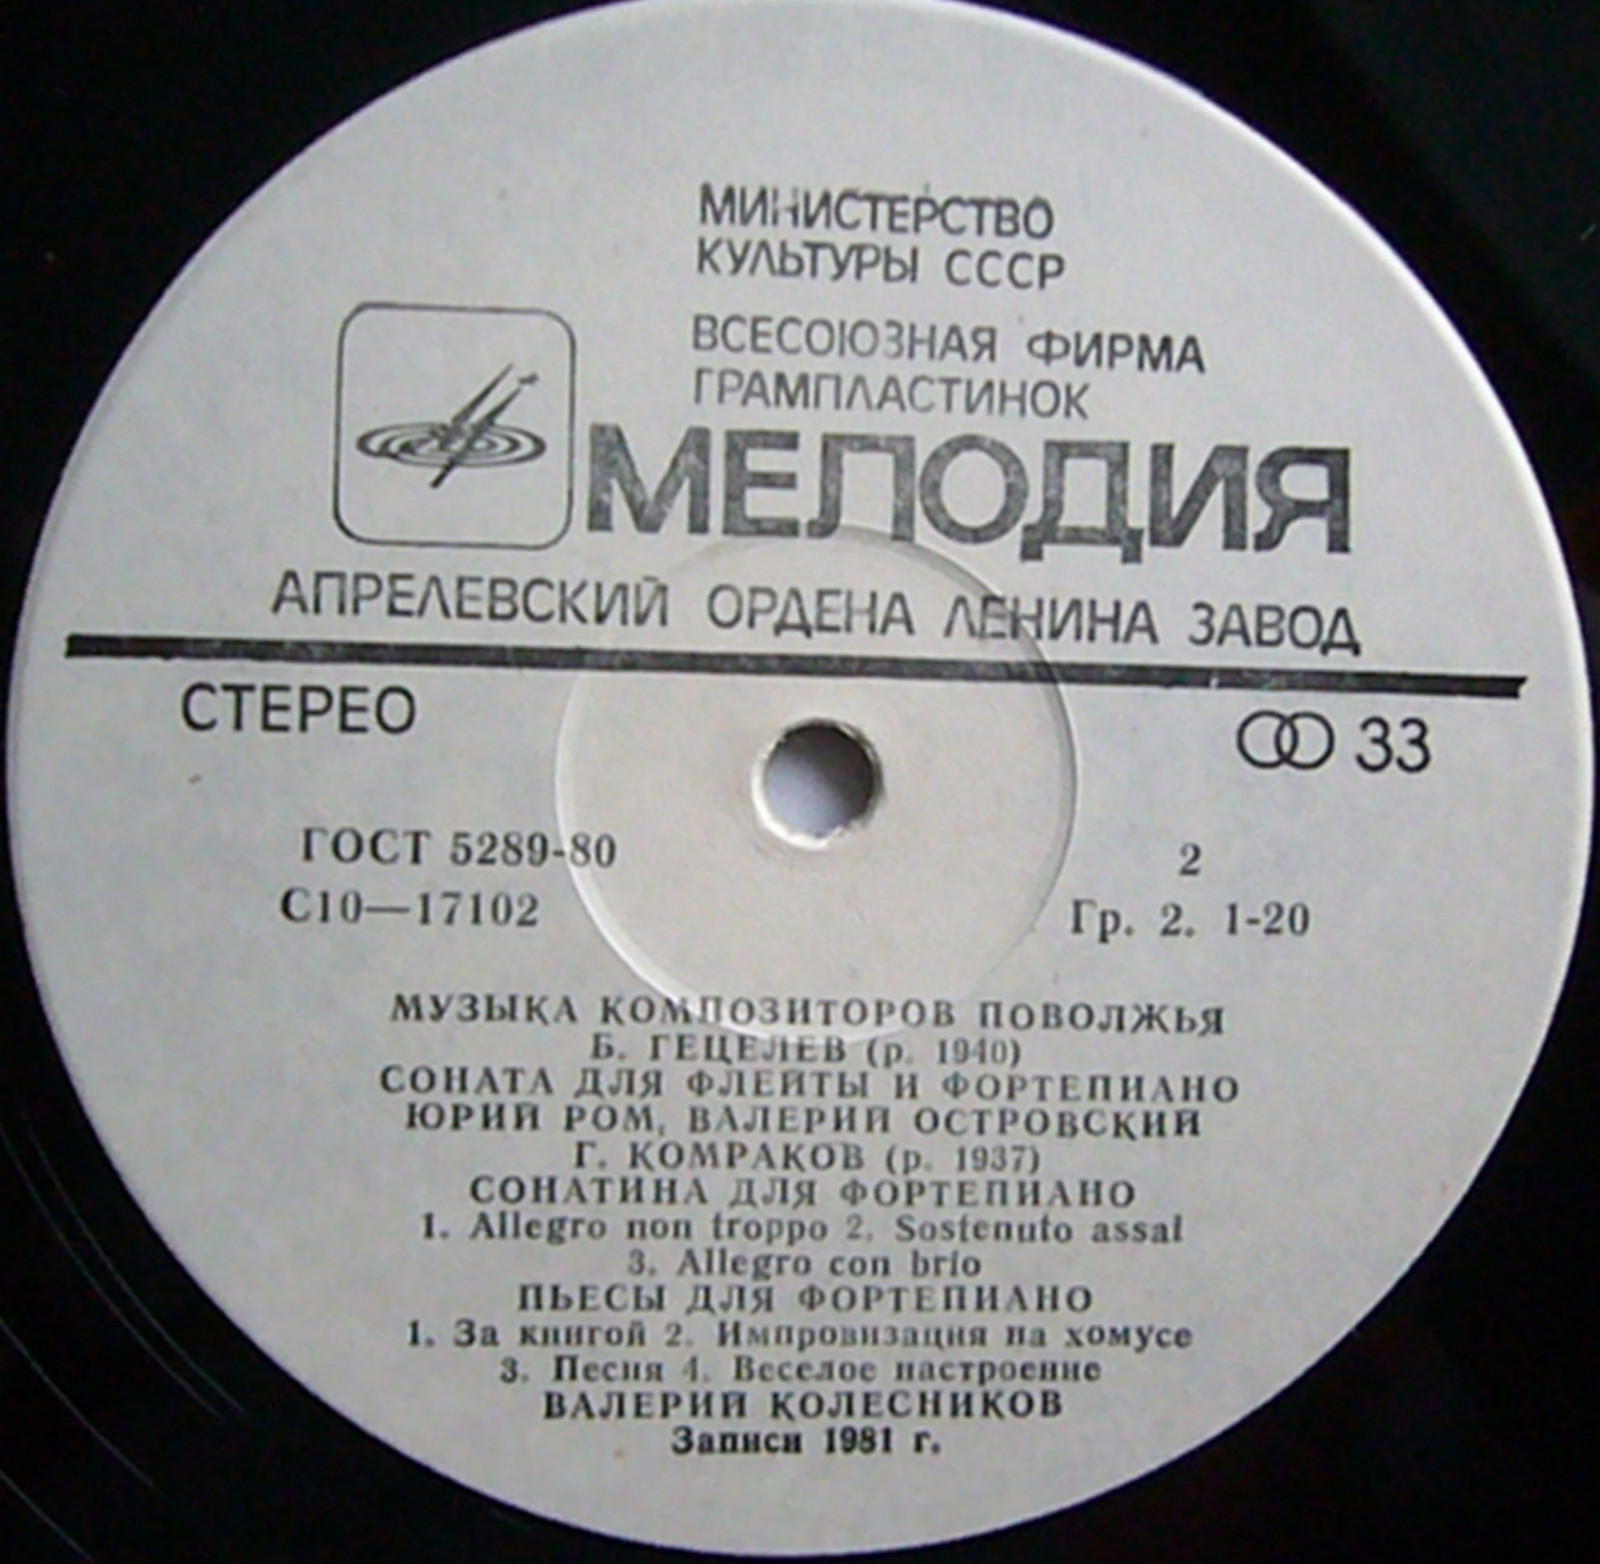 МИНИСТЕРСТВО
КУЛЬТУРЫ СССР
ВСЕСОЮЗНАЯ ФИРМА
ГРАМПЛАСТИНОК
МЕЛОДИЯ
АПРЕЛЕВСКИЙ ОРДЕНА ЛЕНИНА ЗАВОД
СТЕРЕО
33
ГОСТ 5289-80
2
С10—17102
Гр. 2. 1-20
МУЗЫКА КОМПОЗИТОРОВ ПОВОЛЖЬЯ
Б. ГЕЦЕЛЕВ (р. 1940)
СОНАТА ДЛЯ ФЛЕЙТЫ И ФОРТЕПИАНО
ЮРИЙ РОМ, ВАЛЕРИЙ ОСТРОВСКИЙ
Г. КОМРАКОВ (р. 1937)
СОНАТИНА ДЛЯ ФОРТЕПИАНО
1. Allegro non troppo 2. Sostenuto assai
3. Allegro con brio
ПЬЕСЫ ДЛЯ ФОРТЕПИАНО
1. За книгой 2. Импровизация на хомусе
3. Песня 4. Веселое настроение
ВАЛЕРИЙ КОЛЕСНИКОВ
Записи 1981 г.